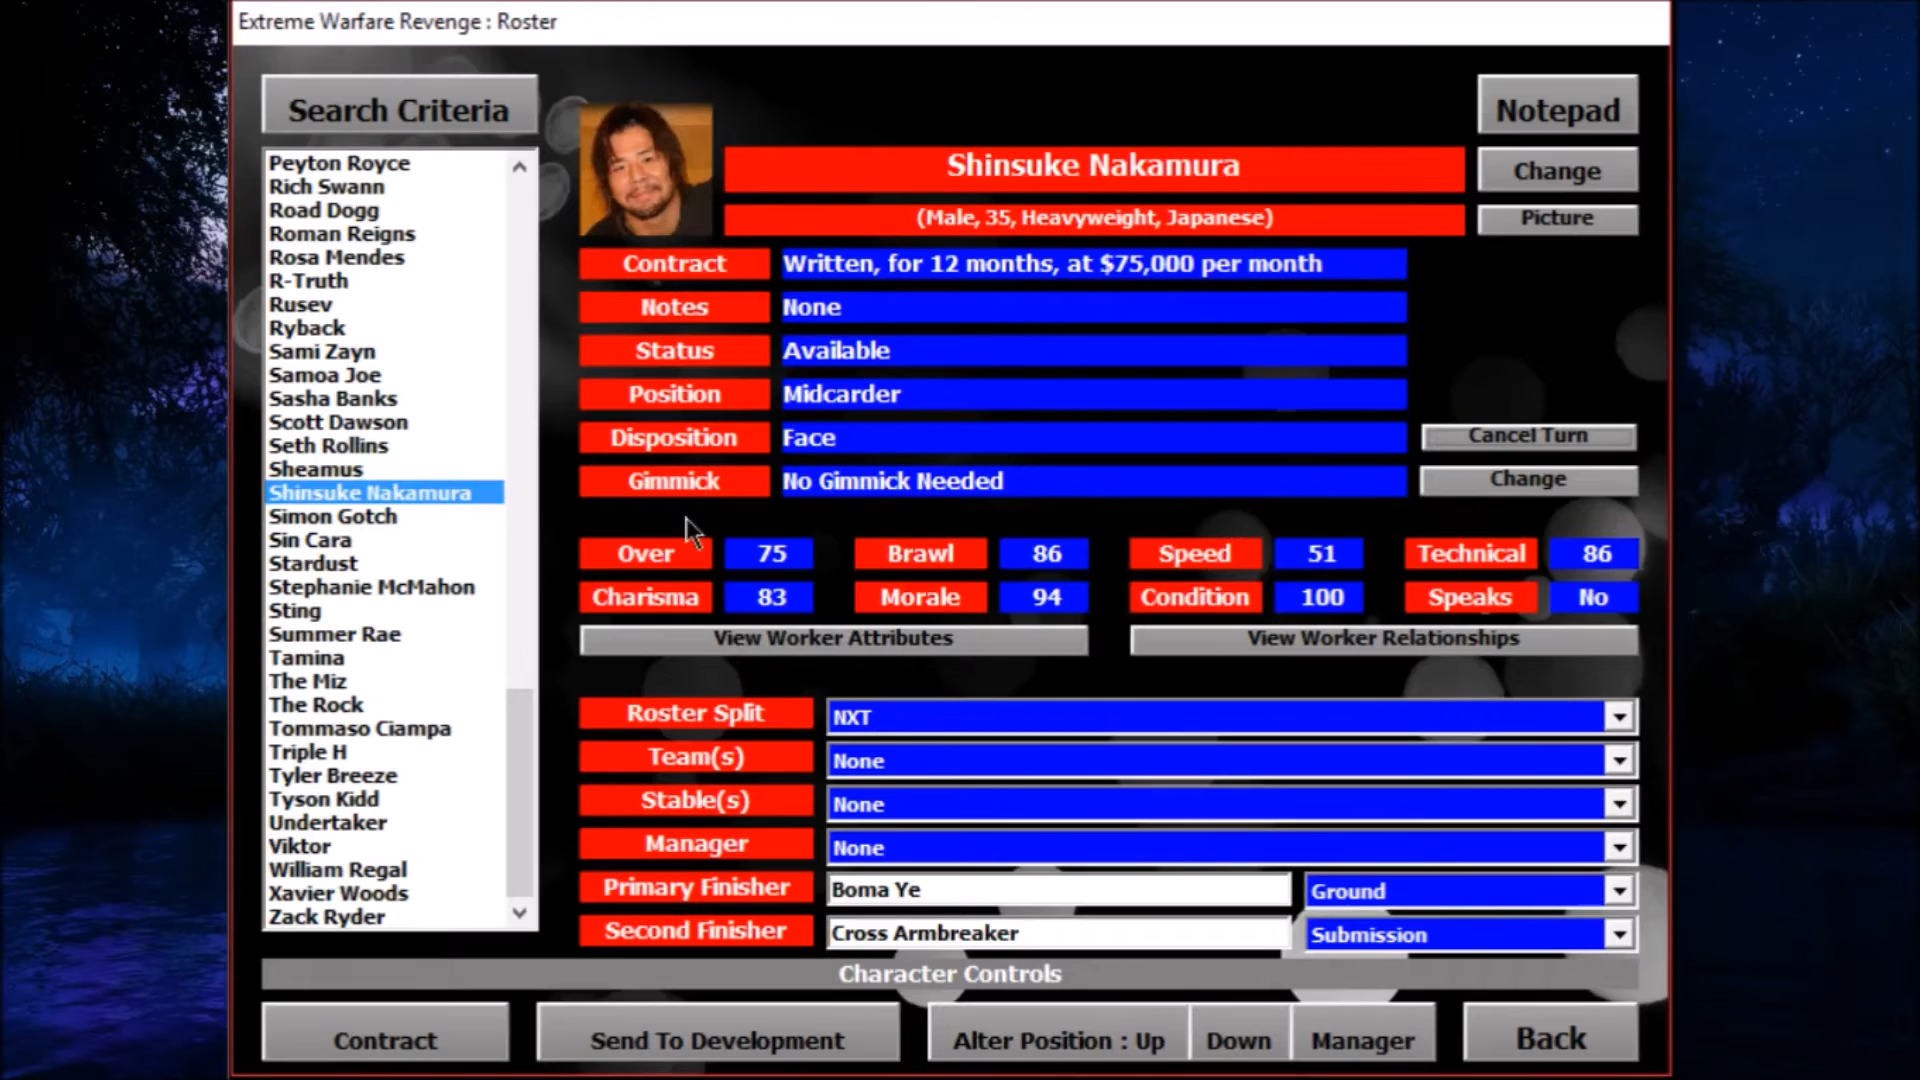 Extreme Warfare Revenge : Roster
Search Criteria
Notepad
Peyton Royce
Rich Swann
Road Dogg
Roman Reigns
Rosa Mendes
R-Truth
Rusev
Ryback
Sami Zayn
Samoa Joe
Sasha Banks
Scott Dawson
Seth Rollins
Sheamus
Shinsuke Nakamura
Simon Gotch
Sin Cara
Stardust
Stephanie McMahon
Sting
Summer Rae
Tamina
The Miz
The Rock
Tommaso Ciampa
Triple H
Tyler Breeze
Tyson Kidd
Undertaker
Viktor
William Regal
Xavier Woods
Zack Ryder
Shinsuke Nakamura
Change
(Male, 35, Heavyweight, Japanese)
Picture
Contract Written, for 12 months, at $75,000 per month
Notes None
Status Available
Position Midcarder
Disposition Face Cancel Turn
Gimmick No Gimmick Needed Change
Over 75 Brawl 86 Speed 51 Technical 86
Charisma 83 Morale 94 Condition 100 Speaks No
View Worker Attributes View Worker Relationships
Roster Split NXT
Team(s) None
Stable(s) None
Manager None
Primary Finisher Boma Ye Ground
Second Finisher Cross Armbreaker Submission
Character Controls
Contract Send To Development Alter Position : Up Down Manager Back